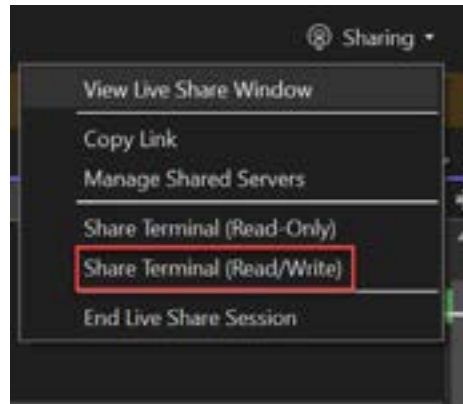 Sharing
View Live Share Window
Copy Link
Manage Shared Servers
Share Terminal (Read-Only)
Share Terminal (Read/Write)
End Live Share Session